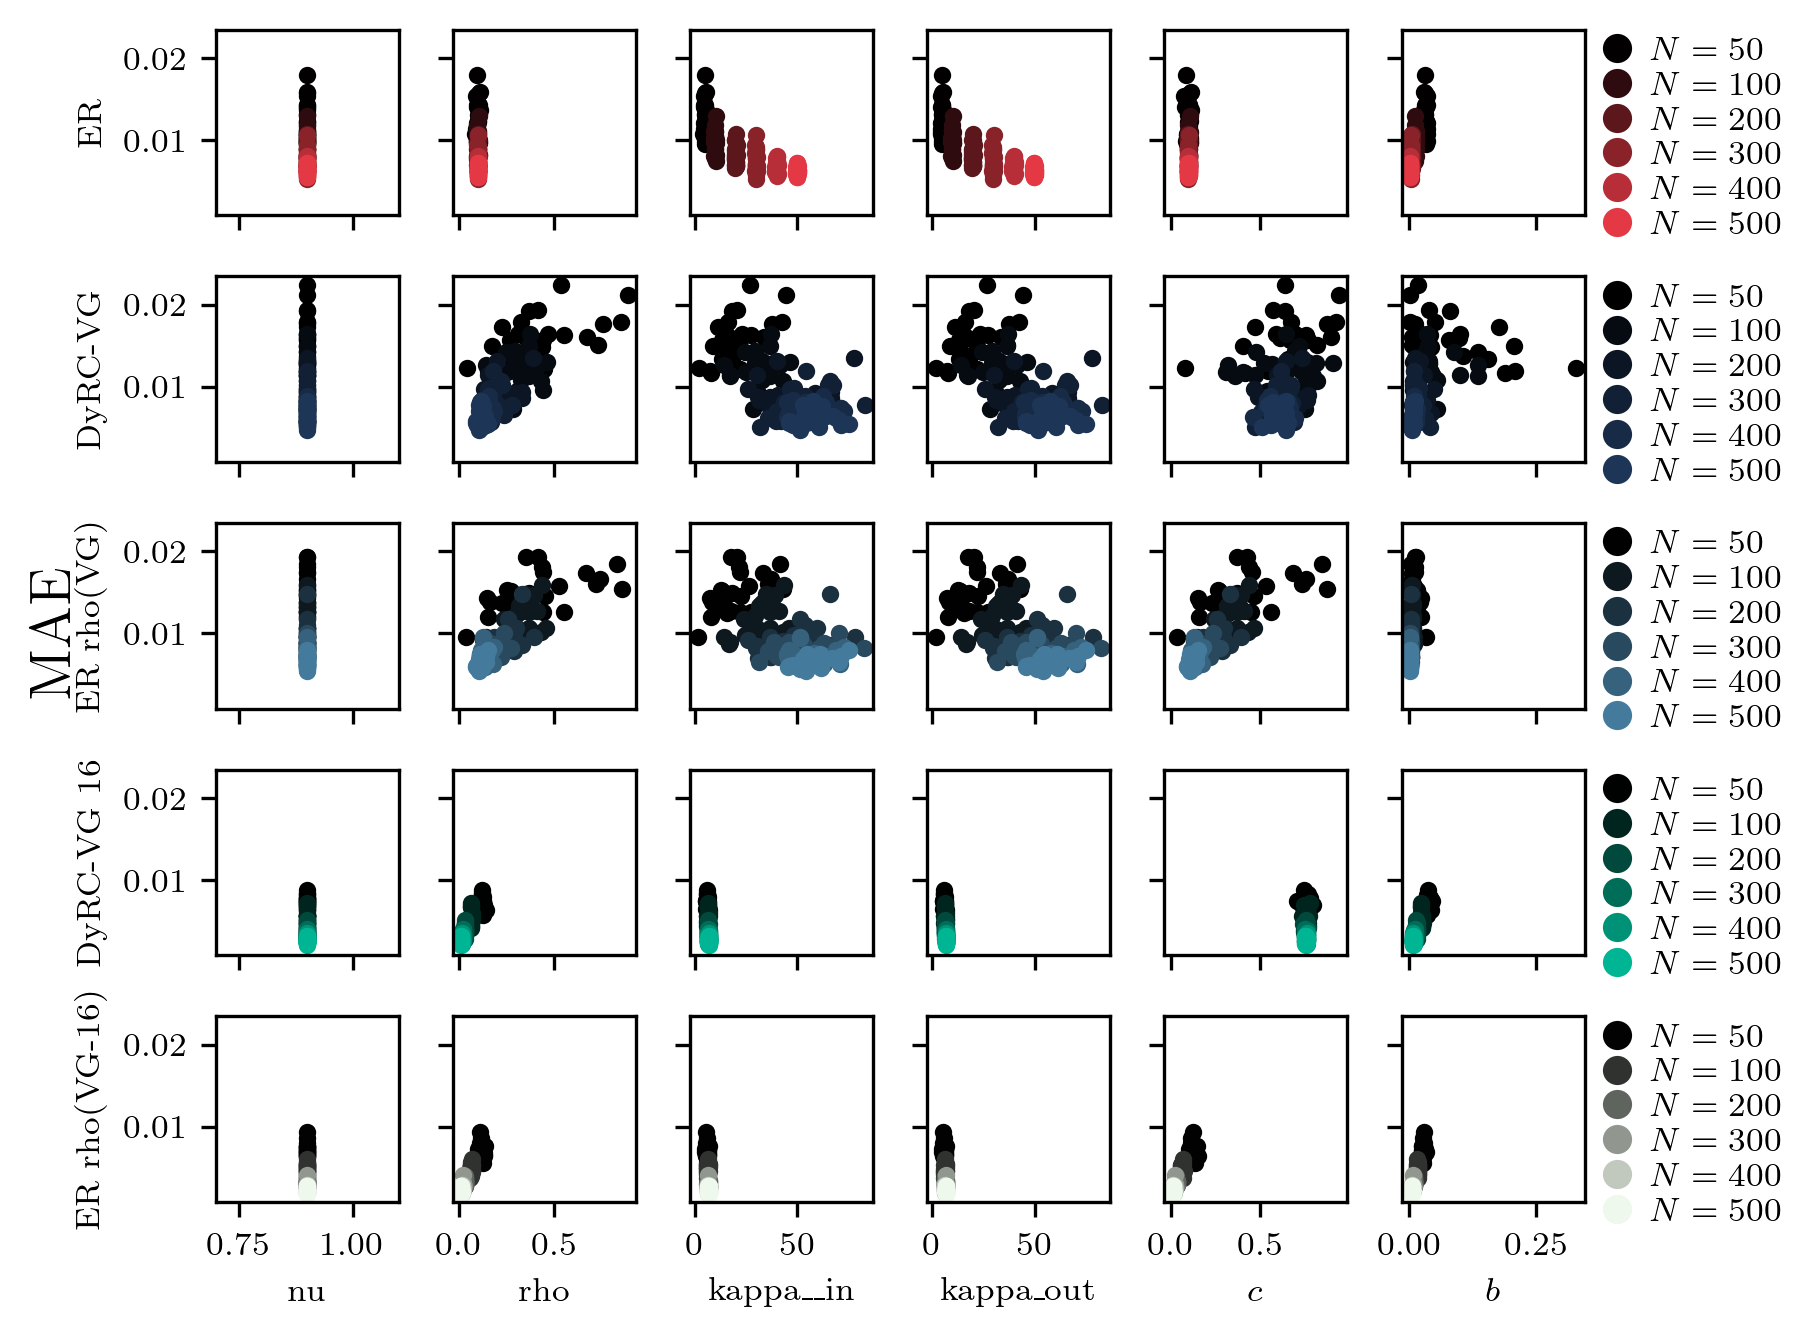 MAE
ER
0.02
0.01
N = 50
N = 100
N = 200
N = 300
N = 400
N = 500
DyRC-VG
0.02
0.01
N = 50
N = 100
N = 200
N = 300
N = 400
N = 500
ER rho(VG)
0.02
0.01
N = 50
N = 100
N = 200
N = 300
N = 400
N = 500
DyRC-VG 16
0.02
0.01
N = 50
N = 100
N = 200
N = 300
N = 400
N = 500
ER rho(VG-16)
0.02
0.01
N = 50
N = 100
N = 200
N = 300
N = 400
N = 500
0.75 1.00 0.0 0.5 0 50 0 50 0.0 0.5 0.00 0.25
nu rho kappa__in kappa_out c b